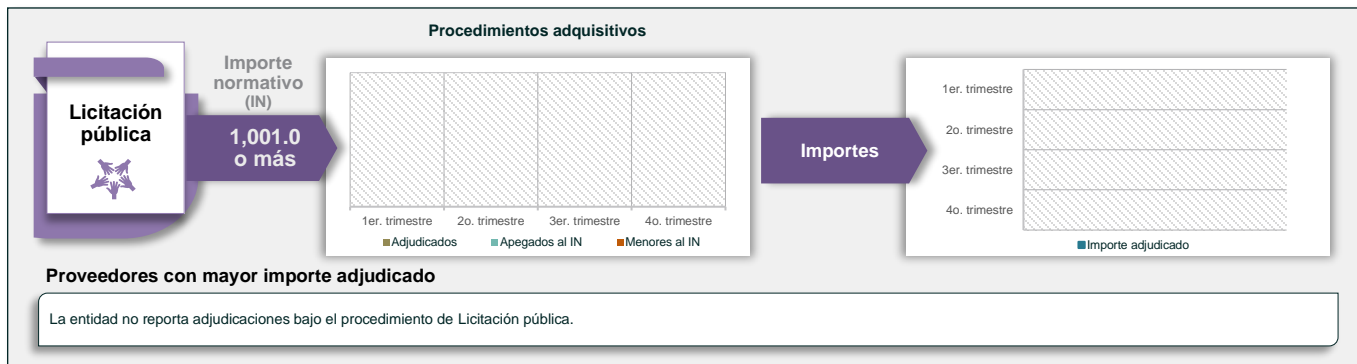 Procedimientos adquisitivos
Licitación
pública
Importe
normativo
(IN)
1,001.0
o más
1er. trimestre 2o. trimestre 3er. trimestre 4o. trimestre
Adjudicados Apegados al IN Menores al IN
Importes
1er. trimestre
2o. trimestre
3er. trimestre
4o. trimestre
Importe adjudicado
Proveedores con mayor importe adjudicado
La entidad no reporta adjudicaciones bajo el procedimiento de Licitación pública.